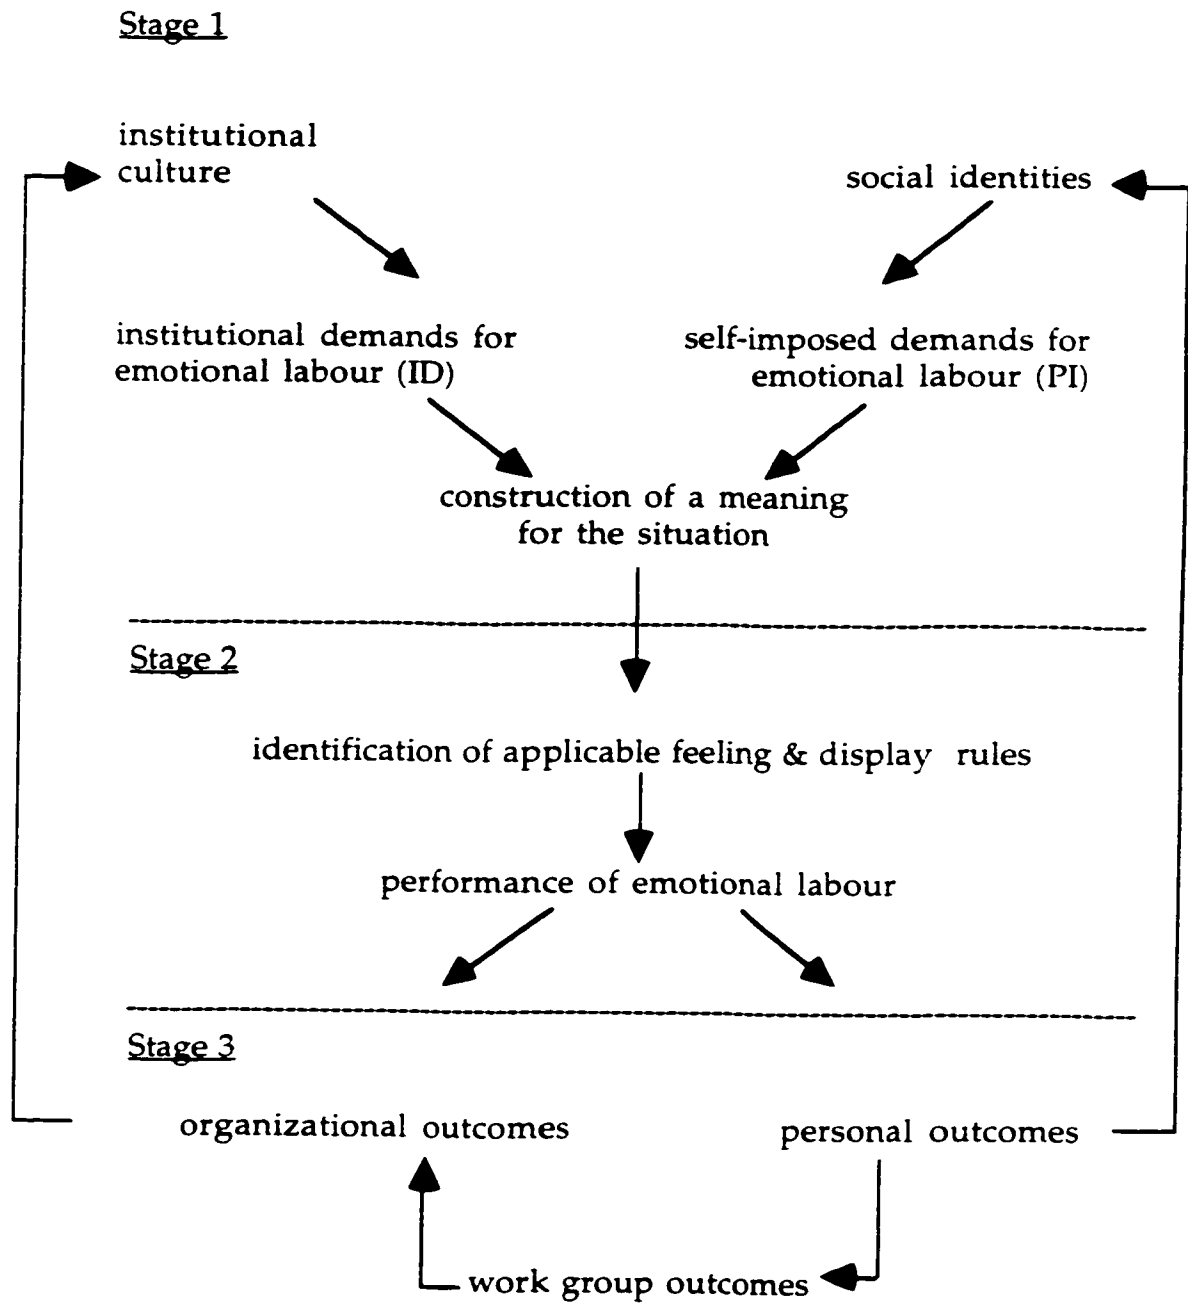 Stage 1
institutional
culture
social identities
institutional demands for
emotional labour (ID)
self-imposed demands for
emotional labour (PI)
construction of a meaning
for the situation
Stage 2
identification of applicable feeling & display rules
performance of emotional labour
Stage 3
organizational outcomes
personal outcomes
work group outcomes